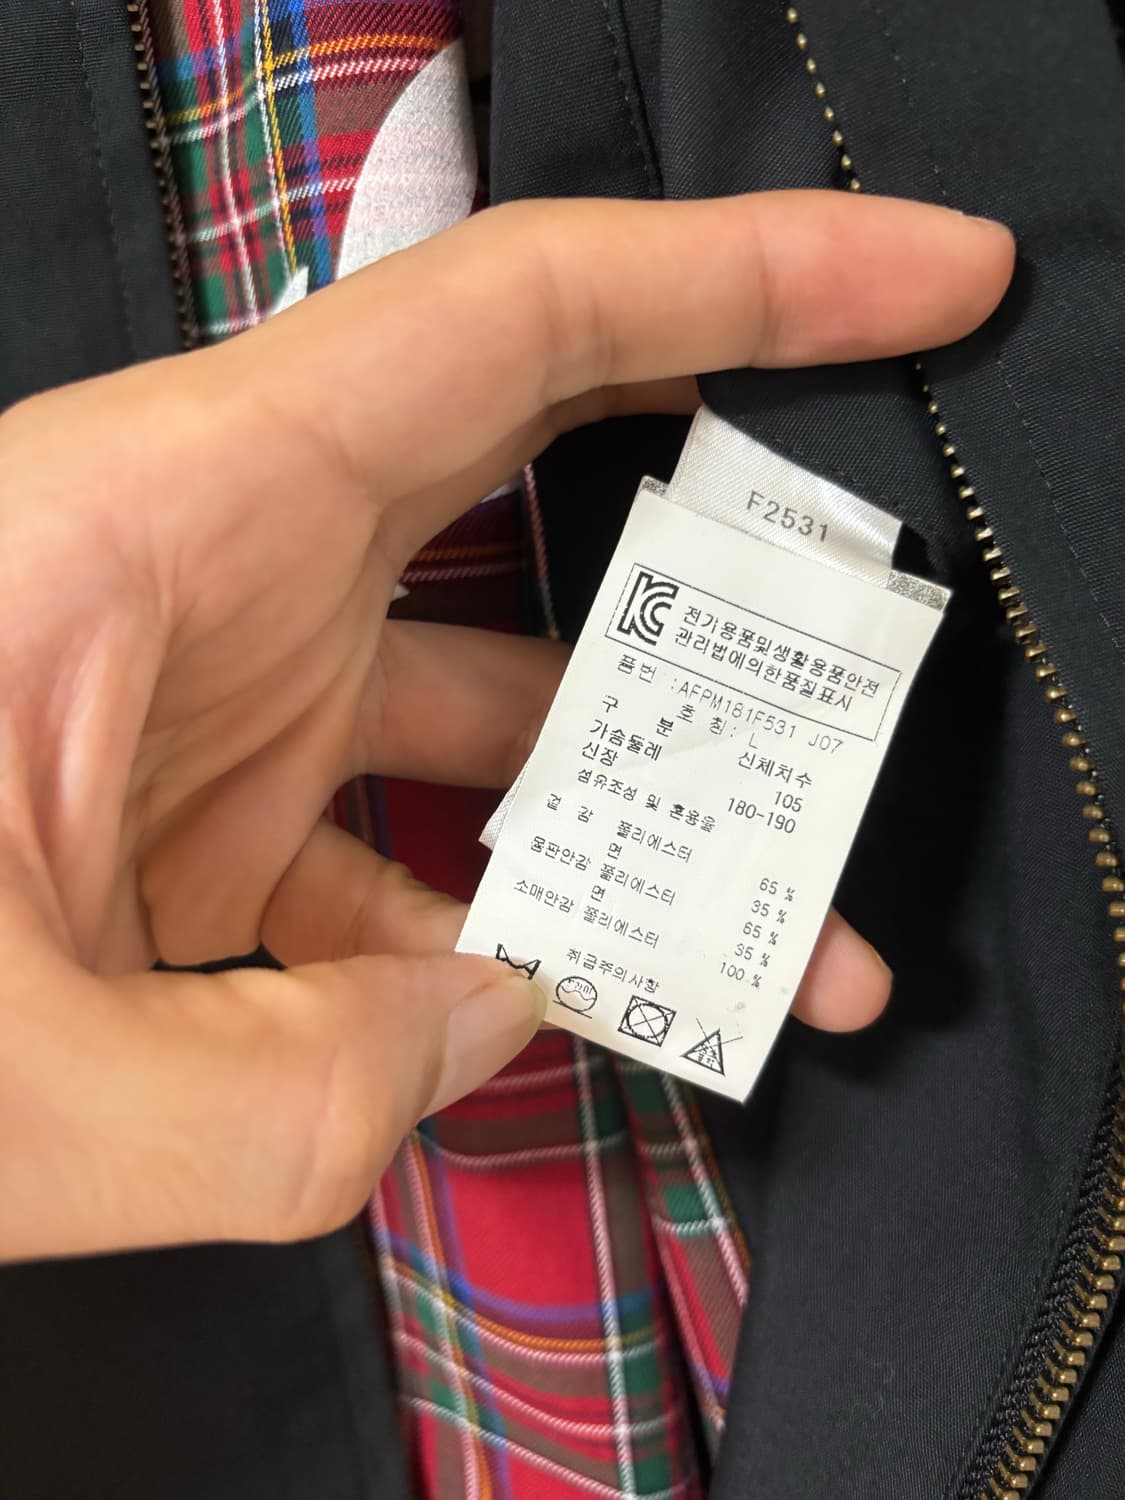 F2531
전기용품및생활용품안전
관리법에의한품질표시
품번 :AFPM181F531 J07
호 칭: L
구 분 신체치수
가슴둘레 105
신장 180-190
섬유조성 및 혼용율
겉 감 폴리에스터 65 %
면 35 %
몸판안감 폴리에스터 65 %
면 35 %
소매안감 폴리에스터 100 %
취급주의사항